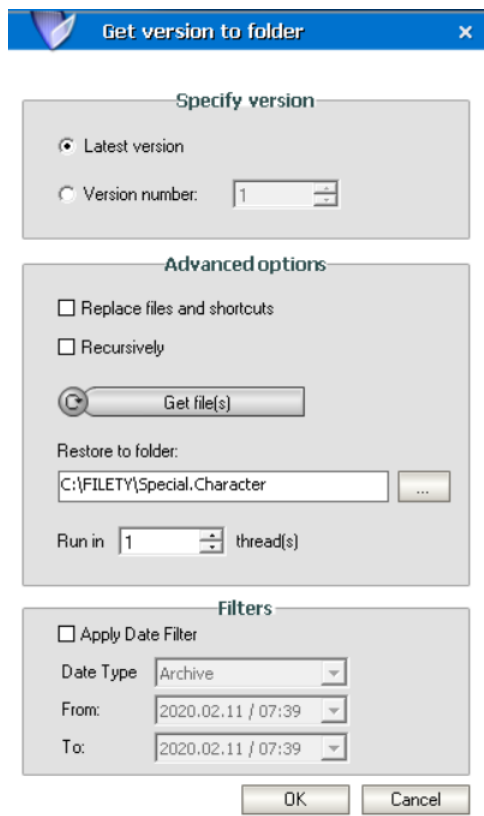 Get version to folder
Specify version
Latest version
Version number: 1
Advanced options
Replace files and shortcuts
Recursively
Get file(s)
Restore to folder:
C:\FILETY\Special.Character ...
Run in 1 thread(s)
Filters
Apply Date Filter
Date Type Archive
From: 2020.02.11 / 07:39
To: 2020.02.11 / 07:39
OK Cancel